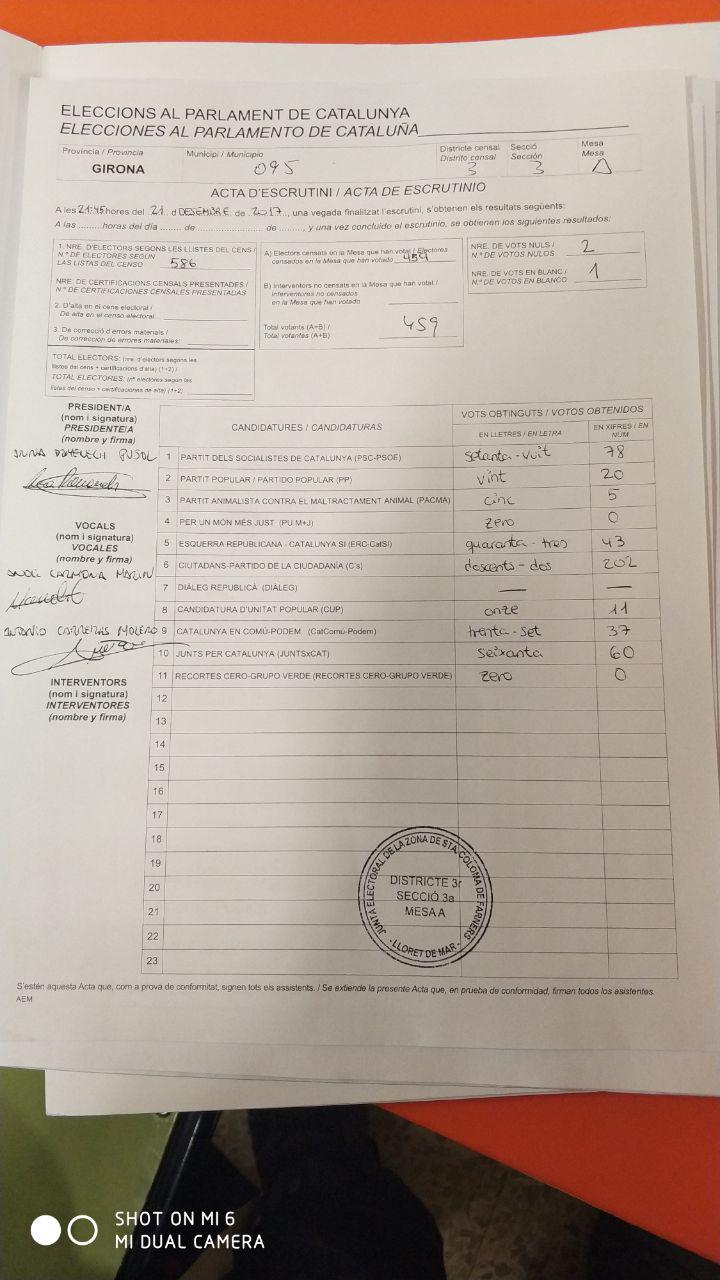 ELECCIONS AL PARLAMENT DE CATALUNYA
ELECCIONES AL PARLAMENTO DE CATALUÑA
Província / Provincia
GIRONA
Municipi / Municipio
095
Districte censal
Distrito censal
3
Secció
Sección
3
Mesa
Mesa
A
ACTA D'ESCRUTINI / ACTA DE ESCRUTINIO
A les 21:45 hores del 21 d DESEMBRE de 2017, una vegada finalitzat l'escrutini, s'obtenen els resultats següents:
A las ......... horas del día ....... de ....................... de ........, y una vez concluido el escrutinio, se obtienen los siguientes resultados:
1. NRE. D'ELECTORS SEGONS LES LLISTES DEL CENS /
N.º DE ELECTORES SEGÚN
LAS LISTAS DEL CENSO 586
NRE. DE CERTIFICACIONS CENSALS PRESENTADES /
N.º DE CERTIFICACIONES CENSALES PRESENTADAS
2. D'alta en el cens electoral /
De alta en el censo electoral:
3. De correcció d'errors materials /
De corrección de errores materiales:
TOTAL ELECTORS: (nre. d'electors segons les
llistes del cens + certificacions d'alta) (1+2) /
TOTAL ELECTORES: (nº electores según las
listas del censo + certificaciones de alta) (1+2)
A) Electors censats en la Mesa que han votat / Electores
censados en la Mesa que han votado 459
B) Interventors no censats en la Mesa que han votat /
Interventores no censados
en la Mesa que han votado
Total votants (A+B) /
Total votantes (A+B) 459
NRE. DE VOTS NULS /
N.º DE VOTOS NULOS 2
NRE. DE VOTS EN BLANC /
N.º DE VOTOS EN BLANCO 1
PRESIDENT/A
(nom i signatura)
PRESIDENTE/A
(nombre y firma)
PUJOL
VOCALS
(nom i signatura)
VOCALES
(nombre y firma)
CARMONA MARTIN
ANTONIO CARRERAS MOLERO
INTERVENTORS
(nom i signatura)
INTERVENTORES
(nombre y firma)
CANDIDATURES / CANDIDATURAS
VOTS OBTINGUTS / VOTOS OBTENIDOS
EN LLETRES / EN LETRA
EN XIFRES / EN NÚM.
1 PARTIT DELS SOCIALISTES DE CATALUNYA (PSC-PSOE) setanta-vuit 78
2 PARTIT POPULAR / PARTIDO POPULAR (PP) vint 20
3 PARTIT ANIMALISTA CONTRA EL MALTRACTAMENT ANIMAL (PACMA) cinc 5
4 PER UN MÓN MÉS JUST (PU M+J) zero 0
5 ESQUERRA REPUBLICANA - CATALUNYA SÍ (ERC-CatSí) quaranta-tres 43
6 CIUTADANS-PARTIDO DE LA CIUDADANÍA (C's) doscents-dos 202
7 DIÀLEG REPUBLICÀ (DIÀLEG) — —
8 CANDIDATURA D'UNITAT POPULAR (CUP) onze 11
9 CATALUNYA EN COMÚ-PODEM (CatComú-Podem) trenta-set 37
10 JUNTS PER CATALUNYA (JUNTSxCAT) seixanta 60
11 RECORTES CERO-GRUPO VERDE (RECORTES CERO-GRUPO VERDE) zero 0
12
13
14
15
16
17
18
19
20
21
22
23
JUNTA ELECTORAL DE LA ZONA DE STA. COLOMA DE FARNERS
DISTRICTE 3r
SECCIÓ 3a
MESA A
- LLORET DE MAR -
S'estén aquesta Acta que, com a prova de conformitat, signen tots els assistents. / Se extiende la presente Acta que, en prueba de conformidad, firman todos los asistentes.
AEM
SHOT ON MI 6
MI DUAL CAMERA